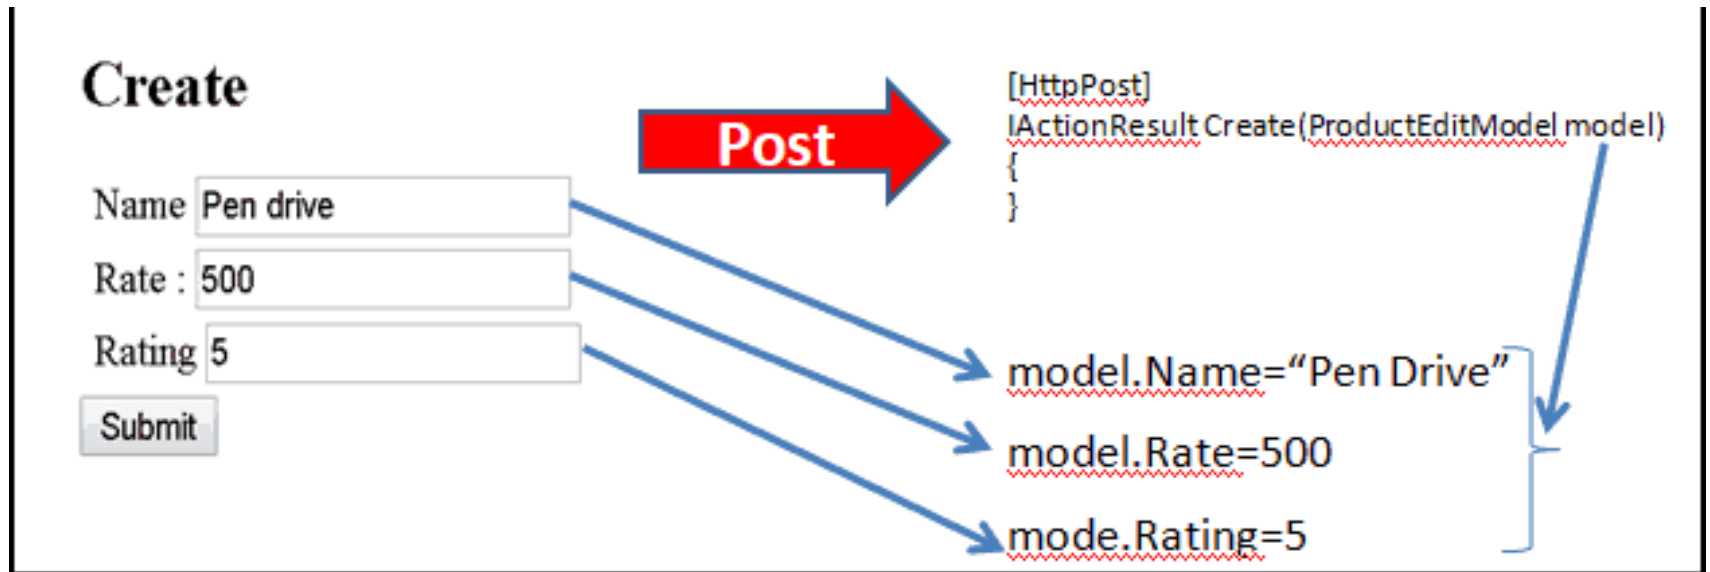 Create
Name Pen drive
Rate : 500
Rating 5
Submit
Post
[HttpPost]
IActionResult Create(ProductEditModel model)
{
}
model.Name=“Pen Drive”
model.Rate=500
mode.Rating=5